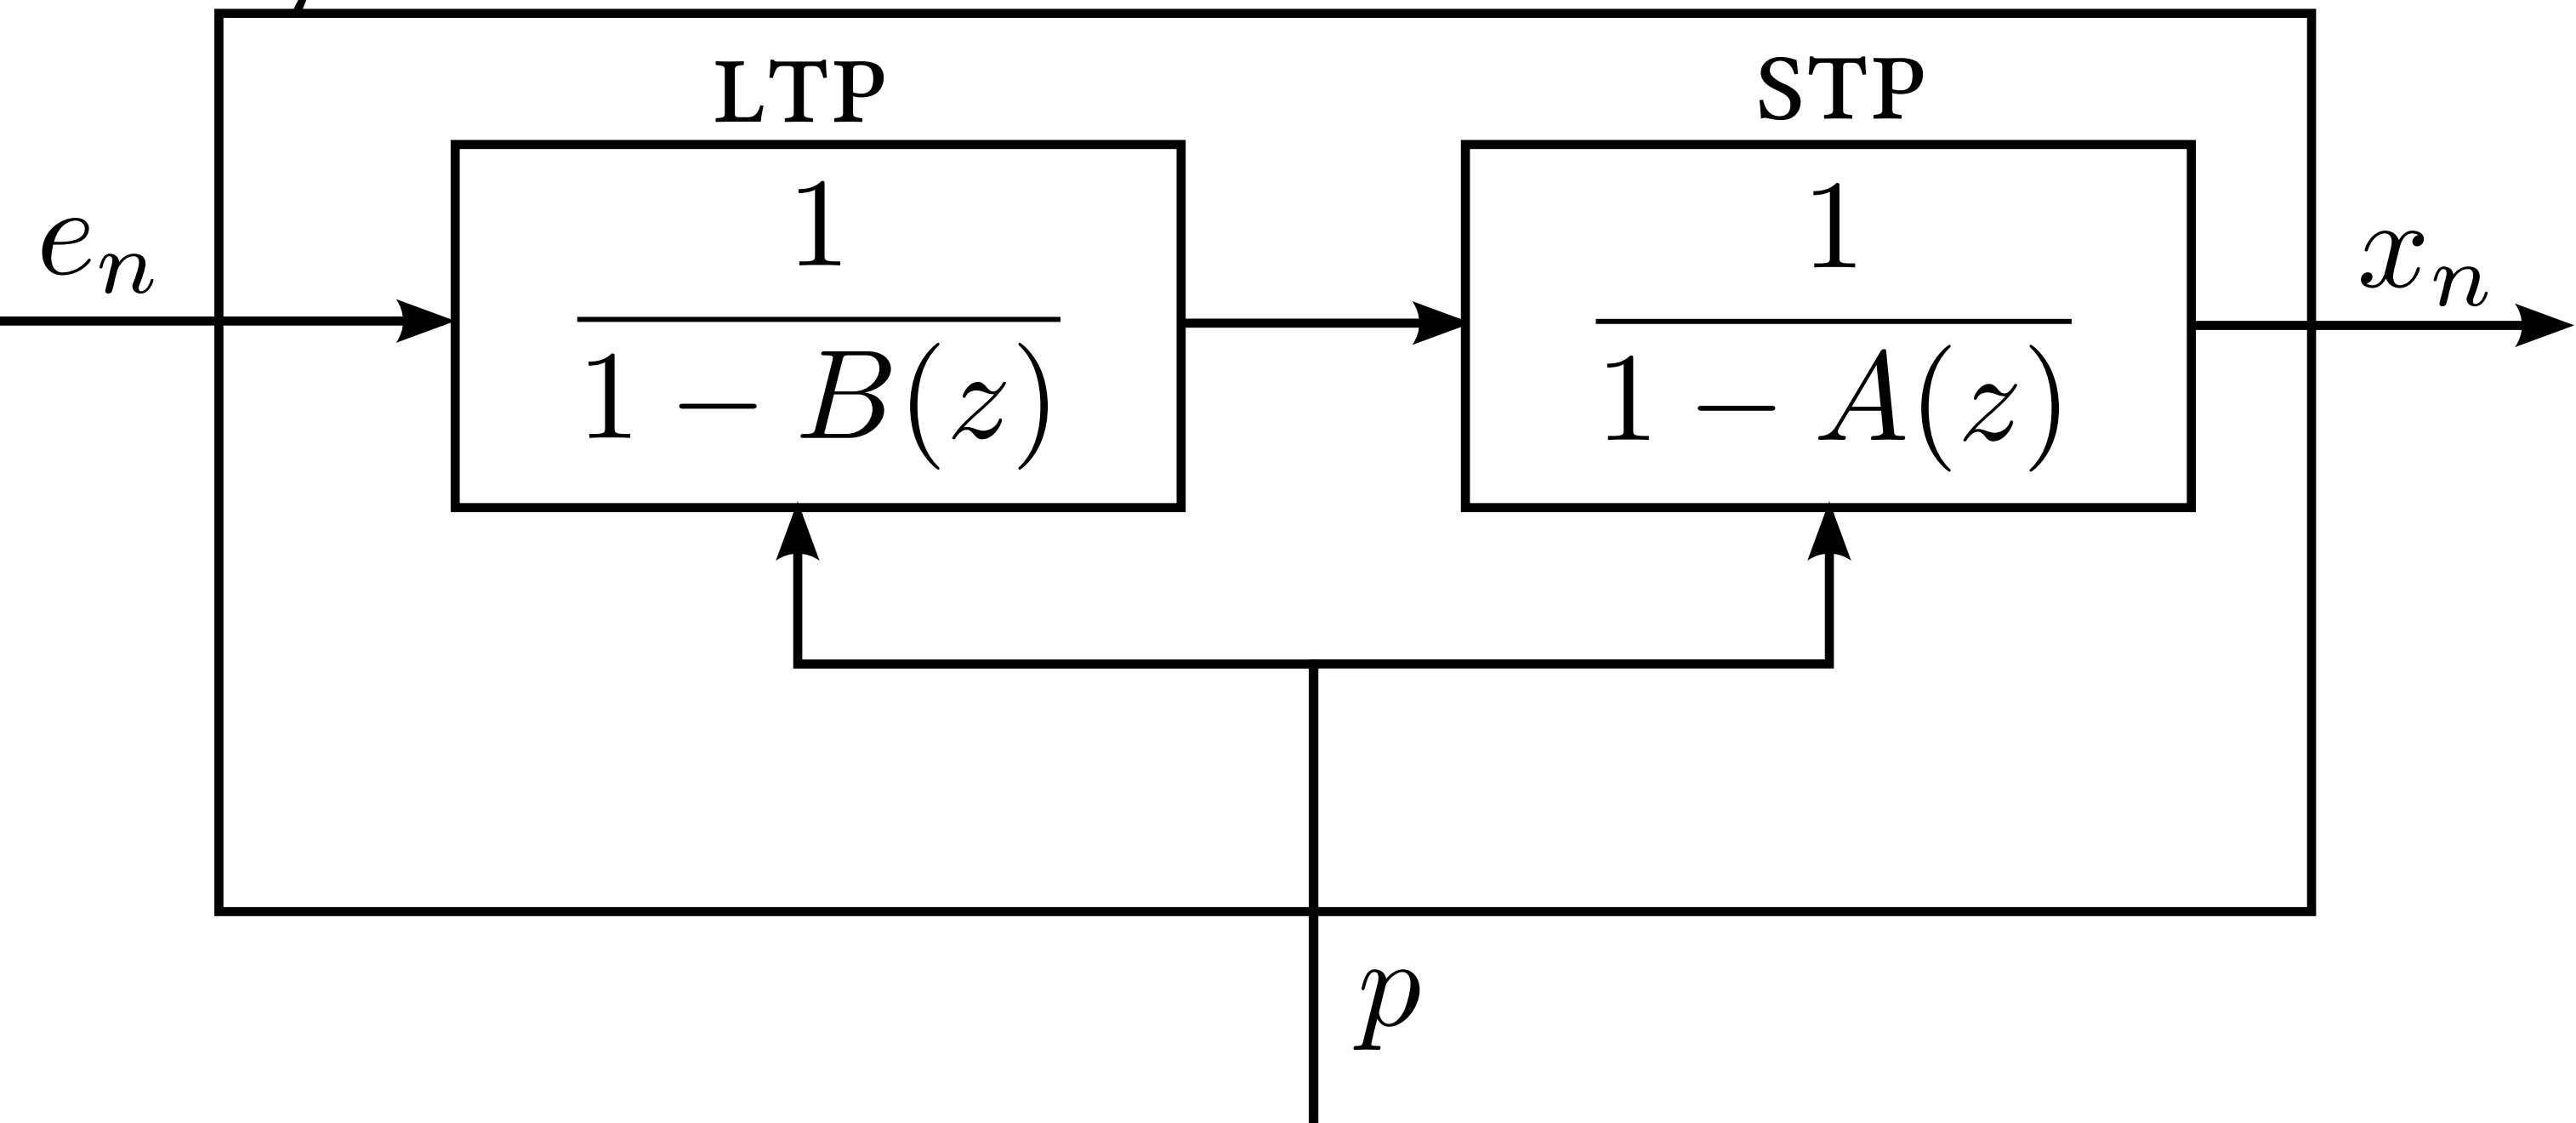 LTP STP
e_n 1/(1 − B(z)) 1/(1 − A(z)) x_n
p